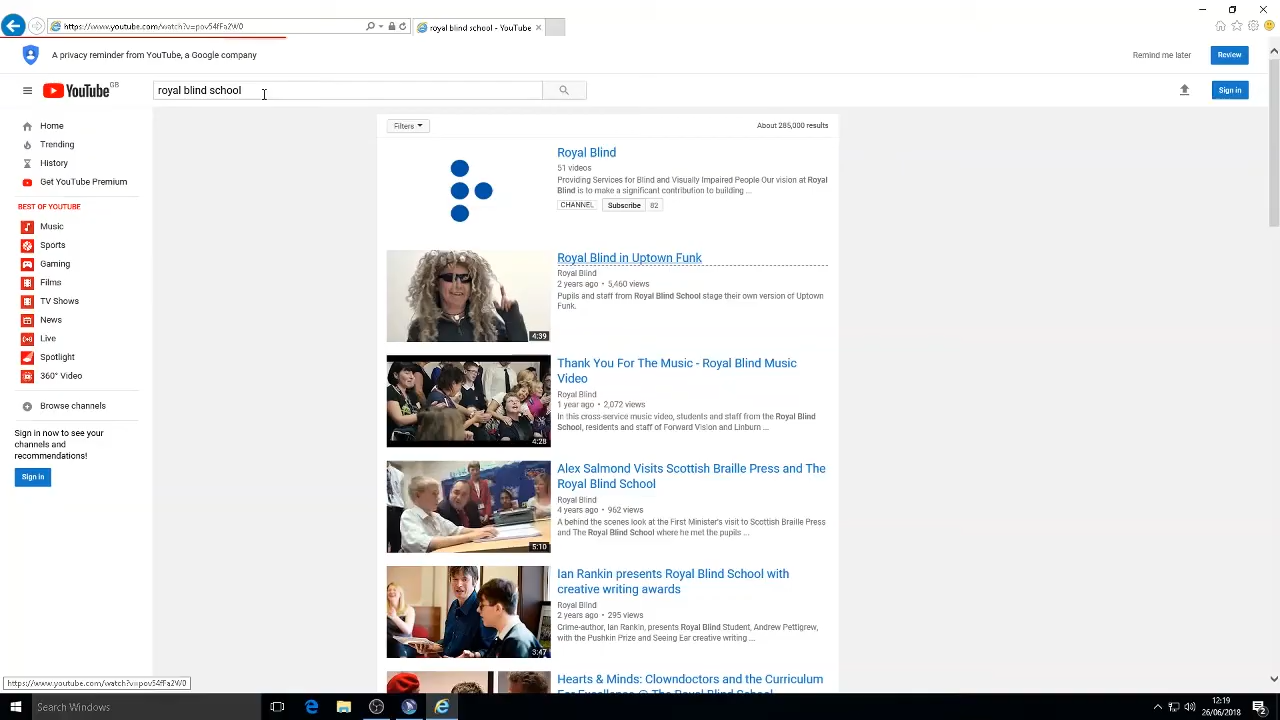 https://www.youtube.com/watch?v=pov54fFa2W0
royal blind school - YouTube
A privacy reminder from YouTube, a Google company
Remind me later
Review
YouTube GB
royal blind school
Sign in
Home
Trending
History
Get YouTube Premium
BEST OF YOUTUBE
Music
Sports
Gaming
Films
TV Shows
News
Live
Spotlight
360° Video
Browse channels
Sign in now to see your
channels and
recommendations!
Sign in
Filters
About 285,000 results
Royal Blind
51 videos
Providing Services for Blind and Visually Impaired People Our vision at Royal
Blind is to make a significant contribution to building ...
CHANNEL Subscribe 82
Royal Blind in Uptown Funk
Royal Blind
2 years ago • 5,460 views
Pupils and staff from Royal Blind School stage their own version of Uptown
Funk.
4:39
Thank You For The Music - Royal Blind Music
Video
Royal Blind
1 year ago • 2,072 views
In this cross-service music video, students and staff from the Royal Blind
School, residents and staff of Forward Vision and Linburn ...
4:28
Alex Salmond Visits Scottish Braille Press and The
Royal Blind School
Royal Blind
4 years ago • 962 views
A behind the scenes look at the First Minister's visit to Scottish Braille Press
and The Royal Blind School where he met the pupils ...
5:10
Ian Rankin presents Royal Blind School with
creative writing awards
Royal Blind
2 years ago • 295 views
Crime-author, Ian Rankin, presents Royal Blind Student, Andrew Pettigrew,
with the Pushkin Prize and Seeing Ear creative writing ...
3:47
Hearts & Minds: Clowndoctors and the Curriculum
For Excellence @ The Royal Blind School
https://www.youtube.com/watch?v=pov54fFa2W0
Search Windows
12:19
26/06/2018
2